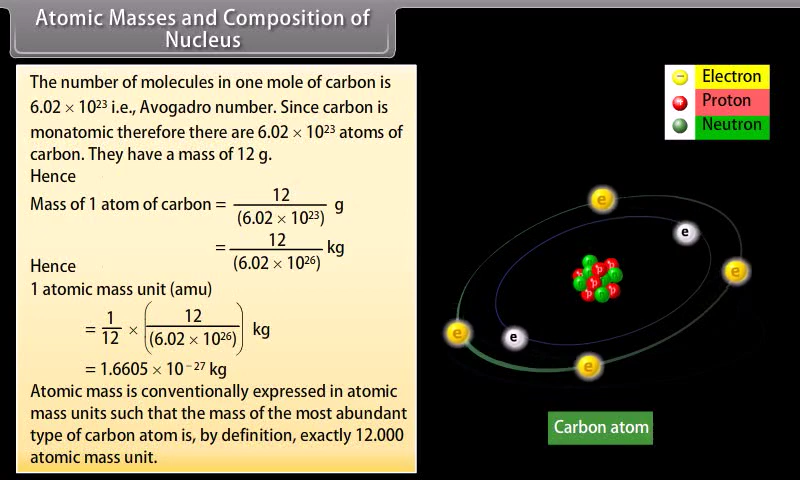 Atomic Masses and Composition of
Nucleus
The number of molecules in one mole of carbon is
6.02 × 10²³ i.e., Avogadro number. Since carbon is
monatomic therefore there are 6.02 × 10²³ atoms of
carbon. They have a mass of 12 g.
Hence
Mass of 1 atom of carbon = 12 / (6.02 × 10²³) g
= 12 / (6.02 × 10²⁶) kg
Hence
1 atomic mass unit (amu)
= 1/12 × (12 / (6.02 × 10²⁶)) kg
= 1.6605 × 10⁻²⁷ kg
Atomic mass is conventionally expressed in atomic
mass units such that the mass of the most abundant
type of carbon atom is, by definition, exactly 12.000
atomic mass unit.
− Electron
+ Proton
Neutron
e
e
e
e
e
e
Carbon atom